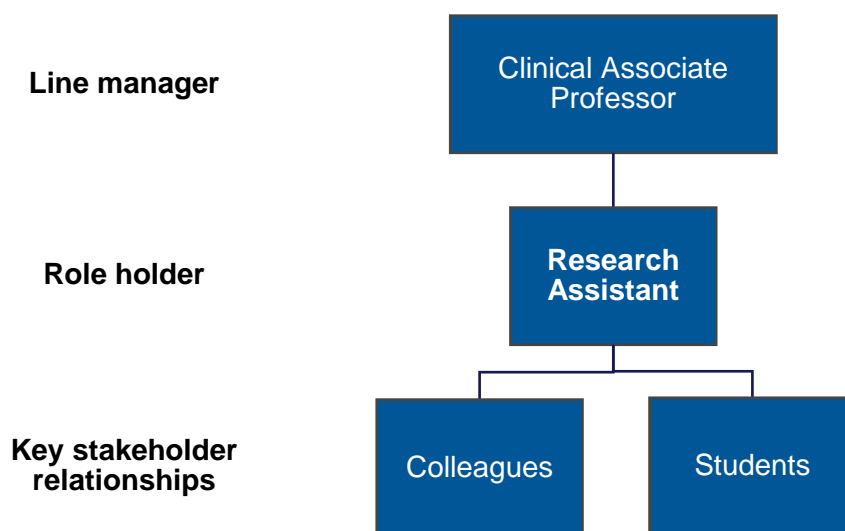 Line manager
Clinical Associate
Professor
Role holder
Research
Assistant
Key stakeholder
relationships
Colleagues
Students